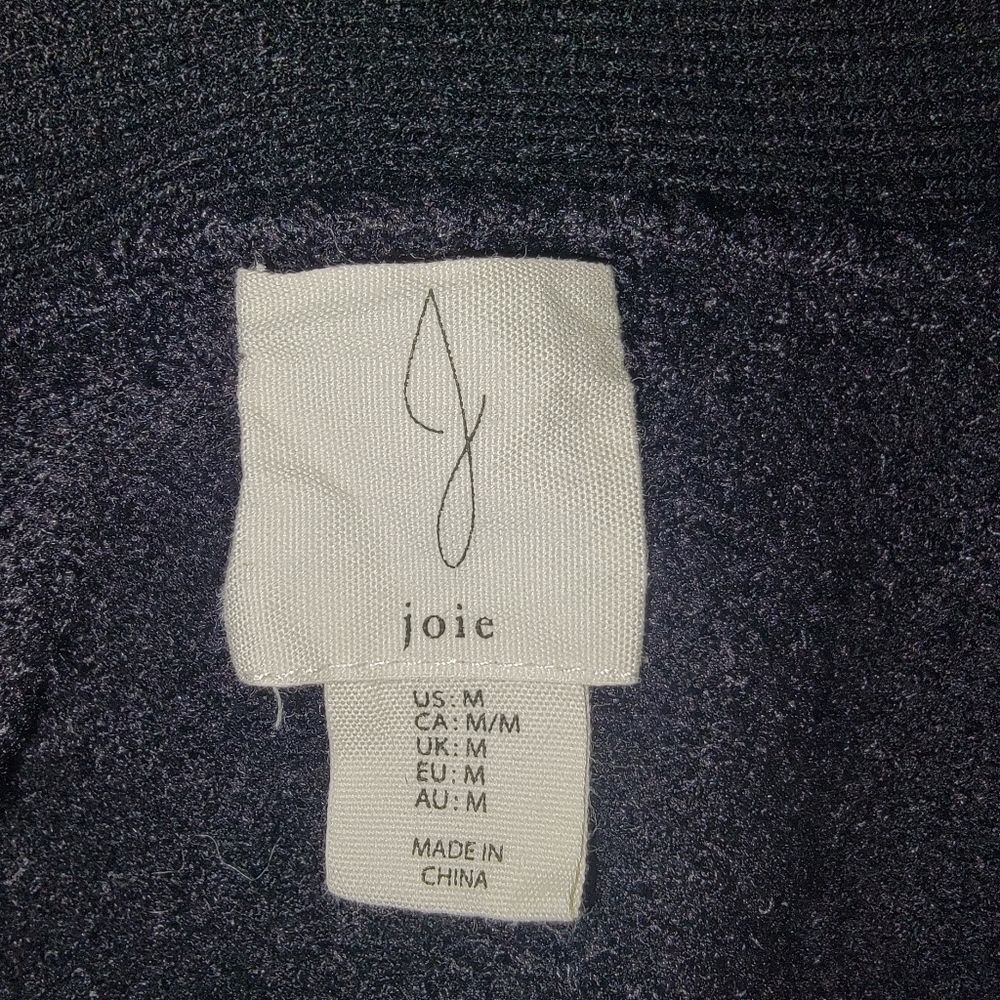 J
joie
US: M
CA: M/M
UK: M
EU: M
AU: M
MADE IN
CHINA